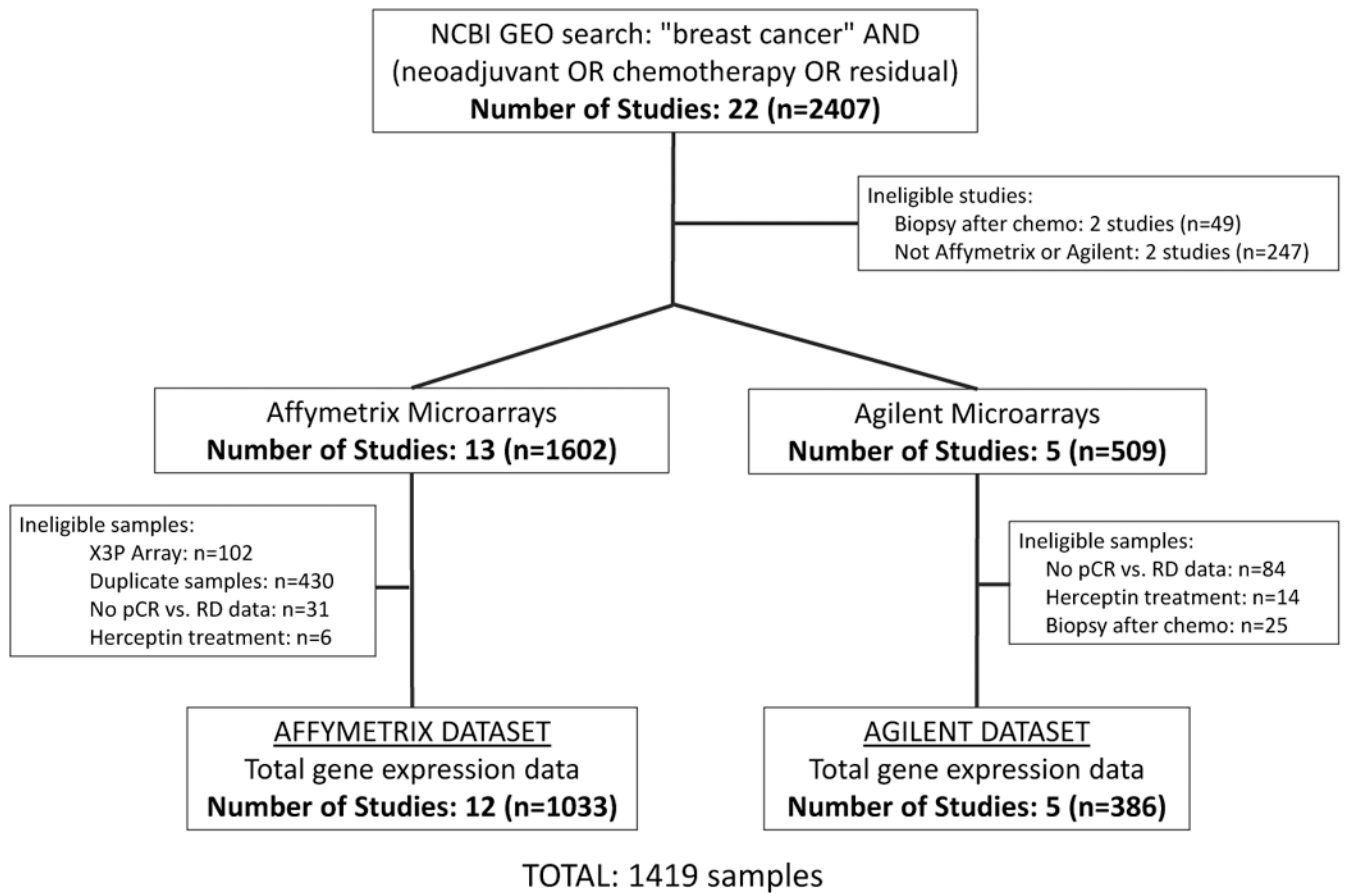 NCBI GEO search: "breast cancer" AND
(neoadjuvant OR chemotherapy OR residual)
Number of Studies: 22 (n=2407)
Ineligible studies:
Biopsy after chemo: 2 studies (n=49)
Not Affymetrix or Agilent: 2 studies (n=247)
Affymetrix Microarrays
Number of Studies: 13 (n=1602)
Agilent Microarrays
Number of Studies: 5 (n=509)
Ineligible samples:
X3P Array: n=102
Duplicate samples: n=430
No pCR vs. RD data: n=31
Herceptin treatment: n=6
Ineligible samples:
No pCR vs. RD data: n=84
Herceptin treatment: n=14
Biopsy after chemo: n=25
AFFYMETRIX DATASET
Total gene expression data
Number of Studies: 12 (n=1033)
AGILENT DATASET
Total gene expression data
Number of Studies: 5 (n=386)
TOTAL: 1419 samples